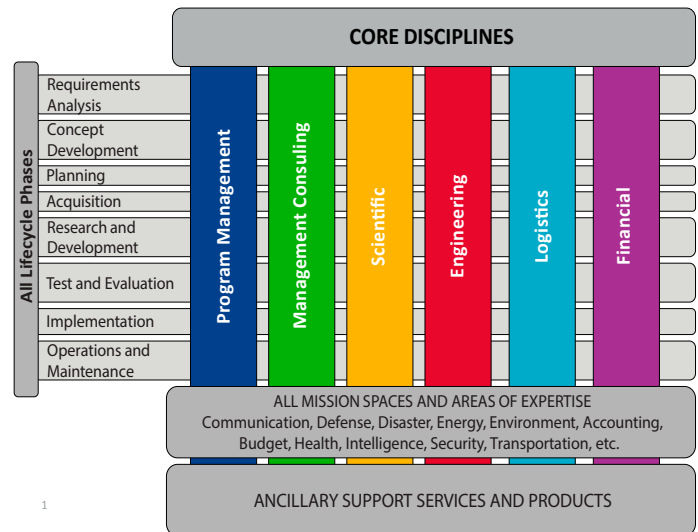 CORE DISCIPLINES
All Lifecycle Phases
Requirements
Analysis
Concept
Development
Planning
Acquisition
Research and
Development
Test and Evaluation
Implementation
Operations and
Maintenance
Program Management
Management Consuling
Scientific
Engineering
Logistics
Financial
ALL MISSION SPACES AND AREAS OF EXPERTISE
Communication, Defense, Disaster, Energy, Environment, Accounting,
Budget, Health, Intelligence, Security, Transportation, etc.
ANCILLARY SUPPORT SERVICES AND PRODUCTS
1